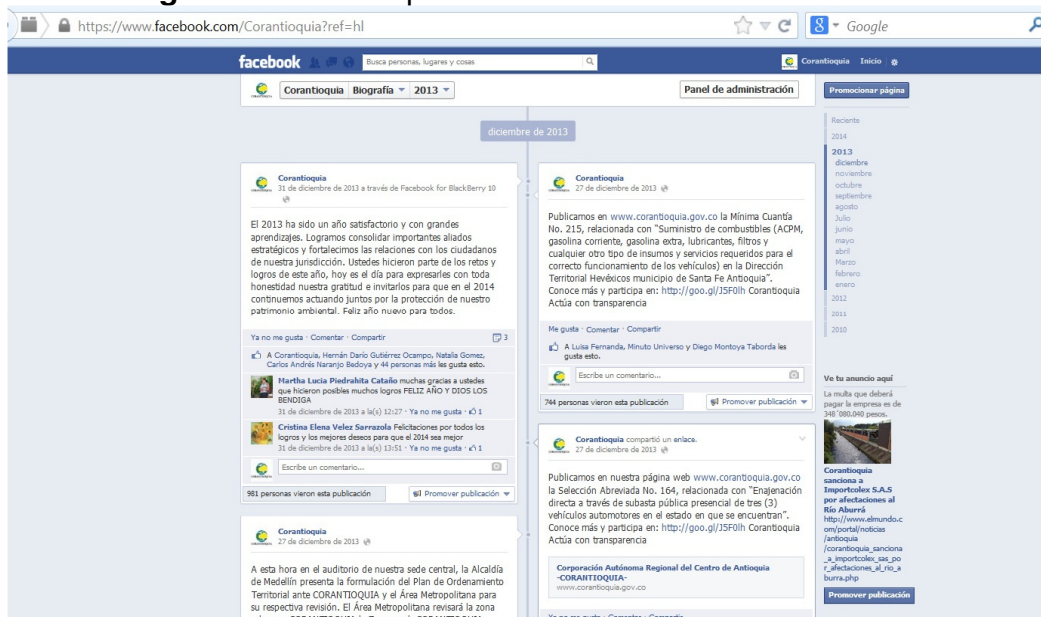 https://www.facebook.com/Corantioquia?ref=hl
Google
facebook
Busca personas, lugares y cosas
Corantioquia Inicio
Corantioquia Biografía 2013
Panel de administración
Promocionar página
diciembre de 2013
Reciente
2014
2013
diciembre
noviembre
octubre
septiembre
agosto
Julio
junio
mayo
abril
Marzo
febrero
enero
2012
2011
2010
Corantioquia
31 de diciembre de 2013 a través de Facebook for BlackBerry 10
El 2013 ha sido un año satisfactorio y con grandes
aprendizajes. Logramos consolidar importantes aliados
estratégicos y fortalecimos las relaciones con los ciudadanos
de nuestra jurisdicción. Ustedes hicieron parte de los retos y
logros de este año, hoy es el día para expresarles con toda
honestidad nuestra gratitud e invitarlos para que en el 2014
continuemos actuando juntos por la protección de nuestro
patrimonio ambiental. Feliz año nuevo para todos.
Ya no me gusta · Comentar · Compartir 3
A Corantioquia, Hernán Darío Gutiérrez Ocampo, Natalia Gomez,
Carlos Andrés Naranjo Bedoya y 44 personas más les gusta esto.
Martha Lucia Piedrahita Cataño muchas gracias a ustedes
que hicieron posibles muchos logros FELIZ AÑO Y DIOS LOS
BENDIGA
31 de diciembre de 2013 a la(s) 12:27 · Ya no me gusta · 1
Cristina Elena Velez Sarrazola Felicitaciones por todos los
logros y los mejores deseos para que el 2014 sea mejor
31 de diciembre de 2013 a la(s) 13:51 · Ya no me gusta · 1
Escribe un comentario...
981 personas vieron esta publicación
Promover publicación
Corantioquia
27 de diciembre de 2013
A esta hora en el auditorio de nuestra sede central, la Alcaldía
de Medellín presenta la formulación del Plan de Ordenamiento
Territorial ante CORANTIOQUIA y el Área Metropolitana para
su respectiva revisión. El Área Metropolitana revisará la zona
Corantioquia
27 de diciembre de 2013
Publicamos en www.corantioquia.gov.co la Mínima Cuantía
No. 215, relacionada con "Suministro de combustibles (ACPM,
gasolina corriente, gasolina extra, lubricantes, filtros y
cualquier otro tipo de insumos y servicios requeridos para el
correcto funcionamiento de los vehículos) en la Dirección
Territorial Hevéxicos municipio de Santa Fe Antioquia".
Conoce más y participa en: http://goo.gl/J5F0lh Corantioquia
Actúa con transparencia
Me gusta · Comentar · Compartir
A Luisa Fernanda, Minuto Universo y Diego Montoya Taborda les
gusta esto.
Escribe un comentario...
744 personas vieron esta publicación
Promover publicación
Corantioquia compartió un enlace.
27 de diciembre de 2013
Publicamos en nuestra página web www.corantioquia.gov.co
la Selección Abreviada No. 164, relacionada con "Enajenación
directa a través de subasta pública presencial de tres (3)
vehículos automotores en el estado en que se encuentran".
Conoce más y participa en: http://goo.gl/J5F0lh Corantioquia
Actúa con transparencia
Corporación Autónoma Regional del Centro de Antioquia
-CORANTIOQUIA-
www.corantioquia.gov.co
Ve tu anuncio aquí
La multa que deberá
pagar la empresa es de
348´080.040 pesos.
Corantioquia
sanciona a
Importcolex S.A.S
por afectaciones al
Río Aburrá
http://www.elmundo.c
om/portal/noticias
/antioquia
/corantioquia_sanciona
_a_importcolex_sas_po
r_afectaciones_al_rio_a
burra.php
Promover publicación